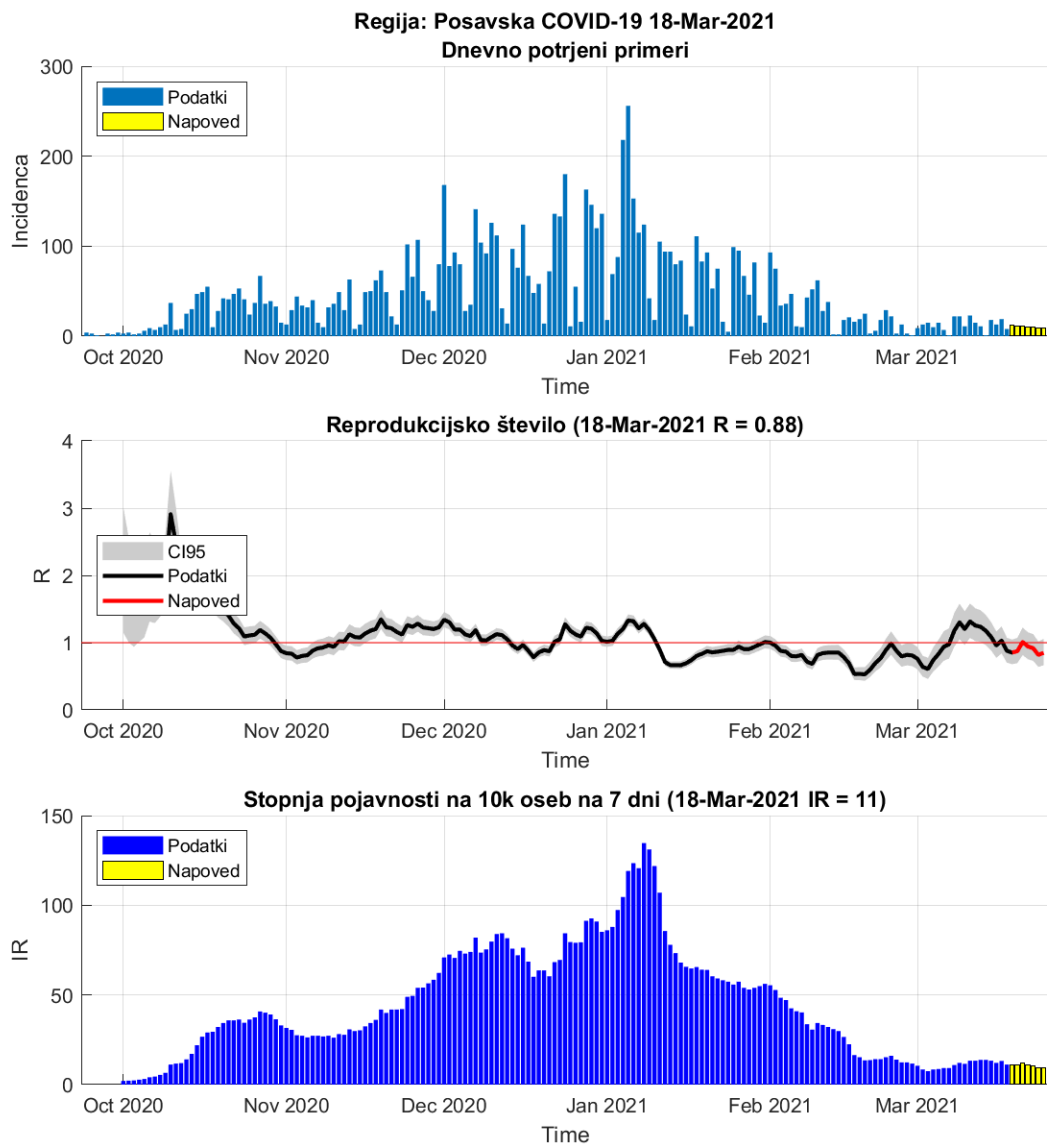 Regija: Posavska COVID-19 18-Mar-2021
Dnevno potrjeni primeri
300
200
100
0
Incidenca
Podatki
Napoved
Oct 2020 Nov 2020 Dec 2020 Jan 2021 Feb 2021 Mar 2021
Time
Reprodukcijsko število (18-Mar-2021 R = 0.88)
4
3
2
1
0
R
CI95
Podatki
Napoved
Oct 2020 Nov 2020 Dec 2020 Jan 2021 Feb 2021 Mar 2021
Time
Stopnja pojavnosti na 10k oseb na 7 dni (18-Mar-2021 IR = 11)
150
100
50
0
IR
Podatki
Napoved
Oct 2020 Nov 2020 Dec 2020 Jan 2021 Feb 2021 Mar 2021
Time